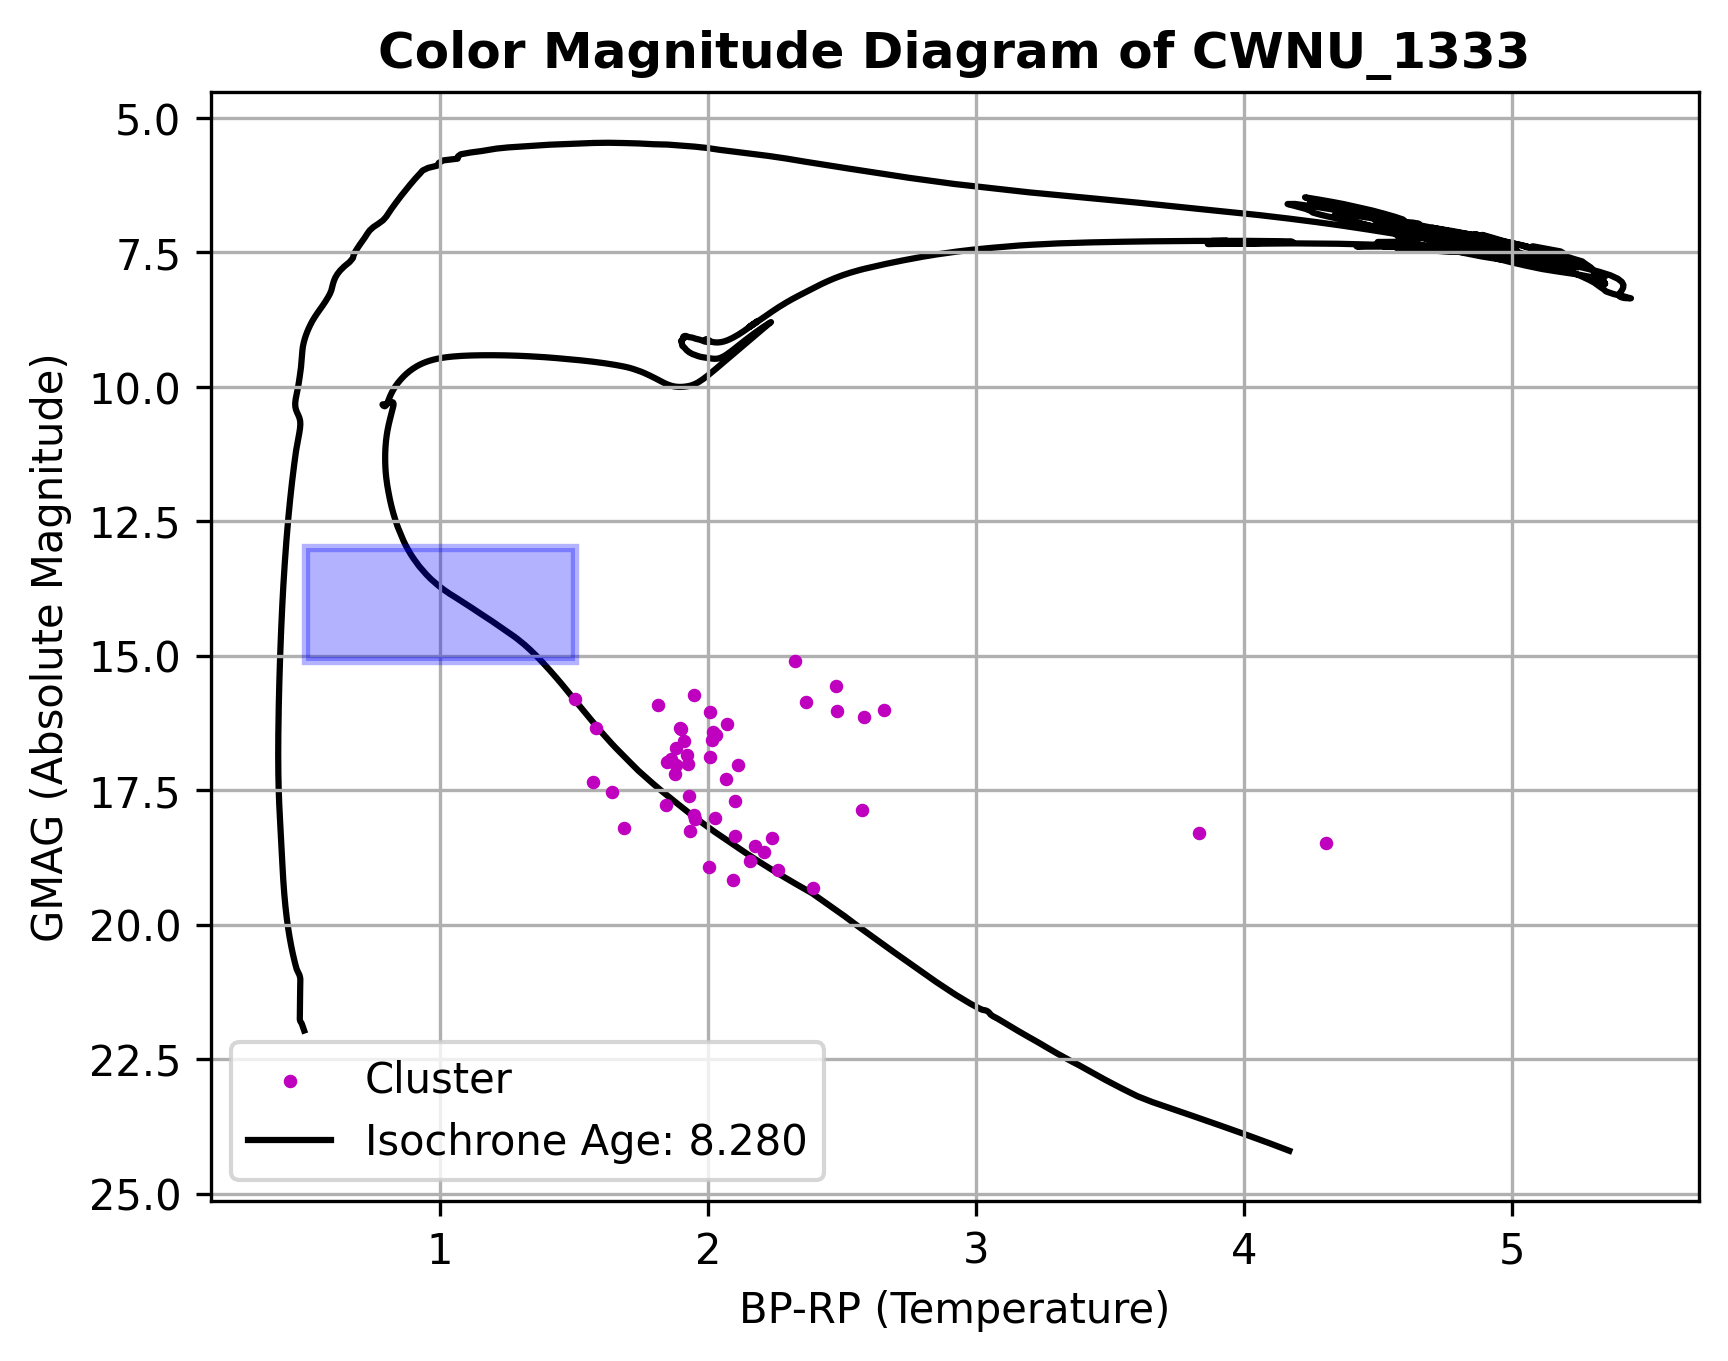 Color Magnitude Diagram of CWNU_1333
GMAG (Absolute Magnitude)
5.0
7.5
10.0
12.5
15.0
17.5
20.0
22.5
25.0
Cluster
Isochrone Age: 8.280
1 2 3 4 5
BP-RP (Temperature)